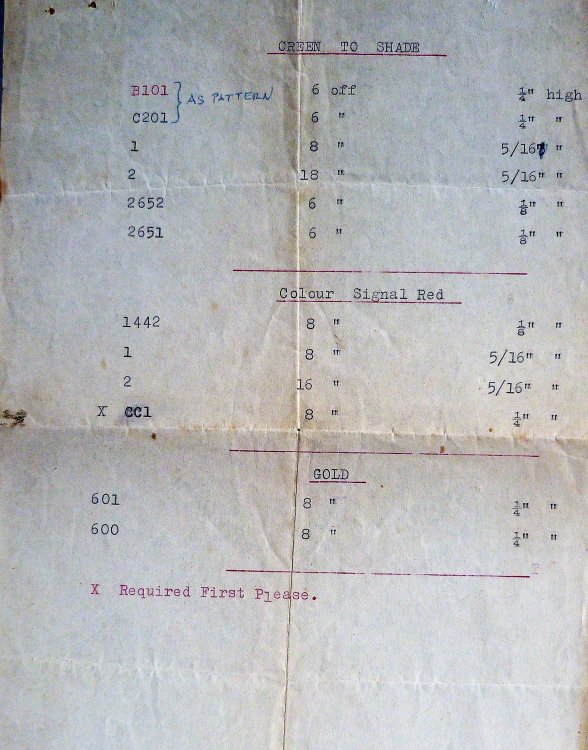 CREEN TO SHADE
B101 } AS PATTERN 6 off ¼" high
C201 6 " ¼" "
1 8 " 5/16" "
2 18 " 5/16" "
2652 6 " ⅛" "
2651 6 " ⅛" "
Colour Signal Red
1442 8 " ⅛" "
1 8 " 5/16" "
2 16 " 5/16" "
X CC1 8 " ¼" "
GOLD
601 8 " ¼" "
600 8 " ¼" "
X Required First Please.